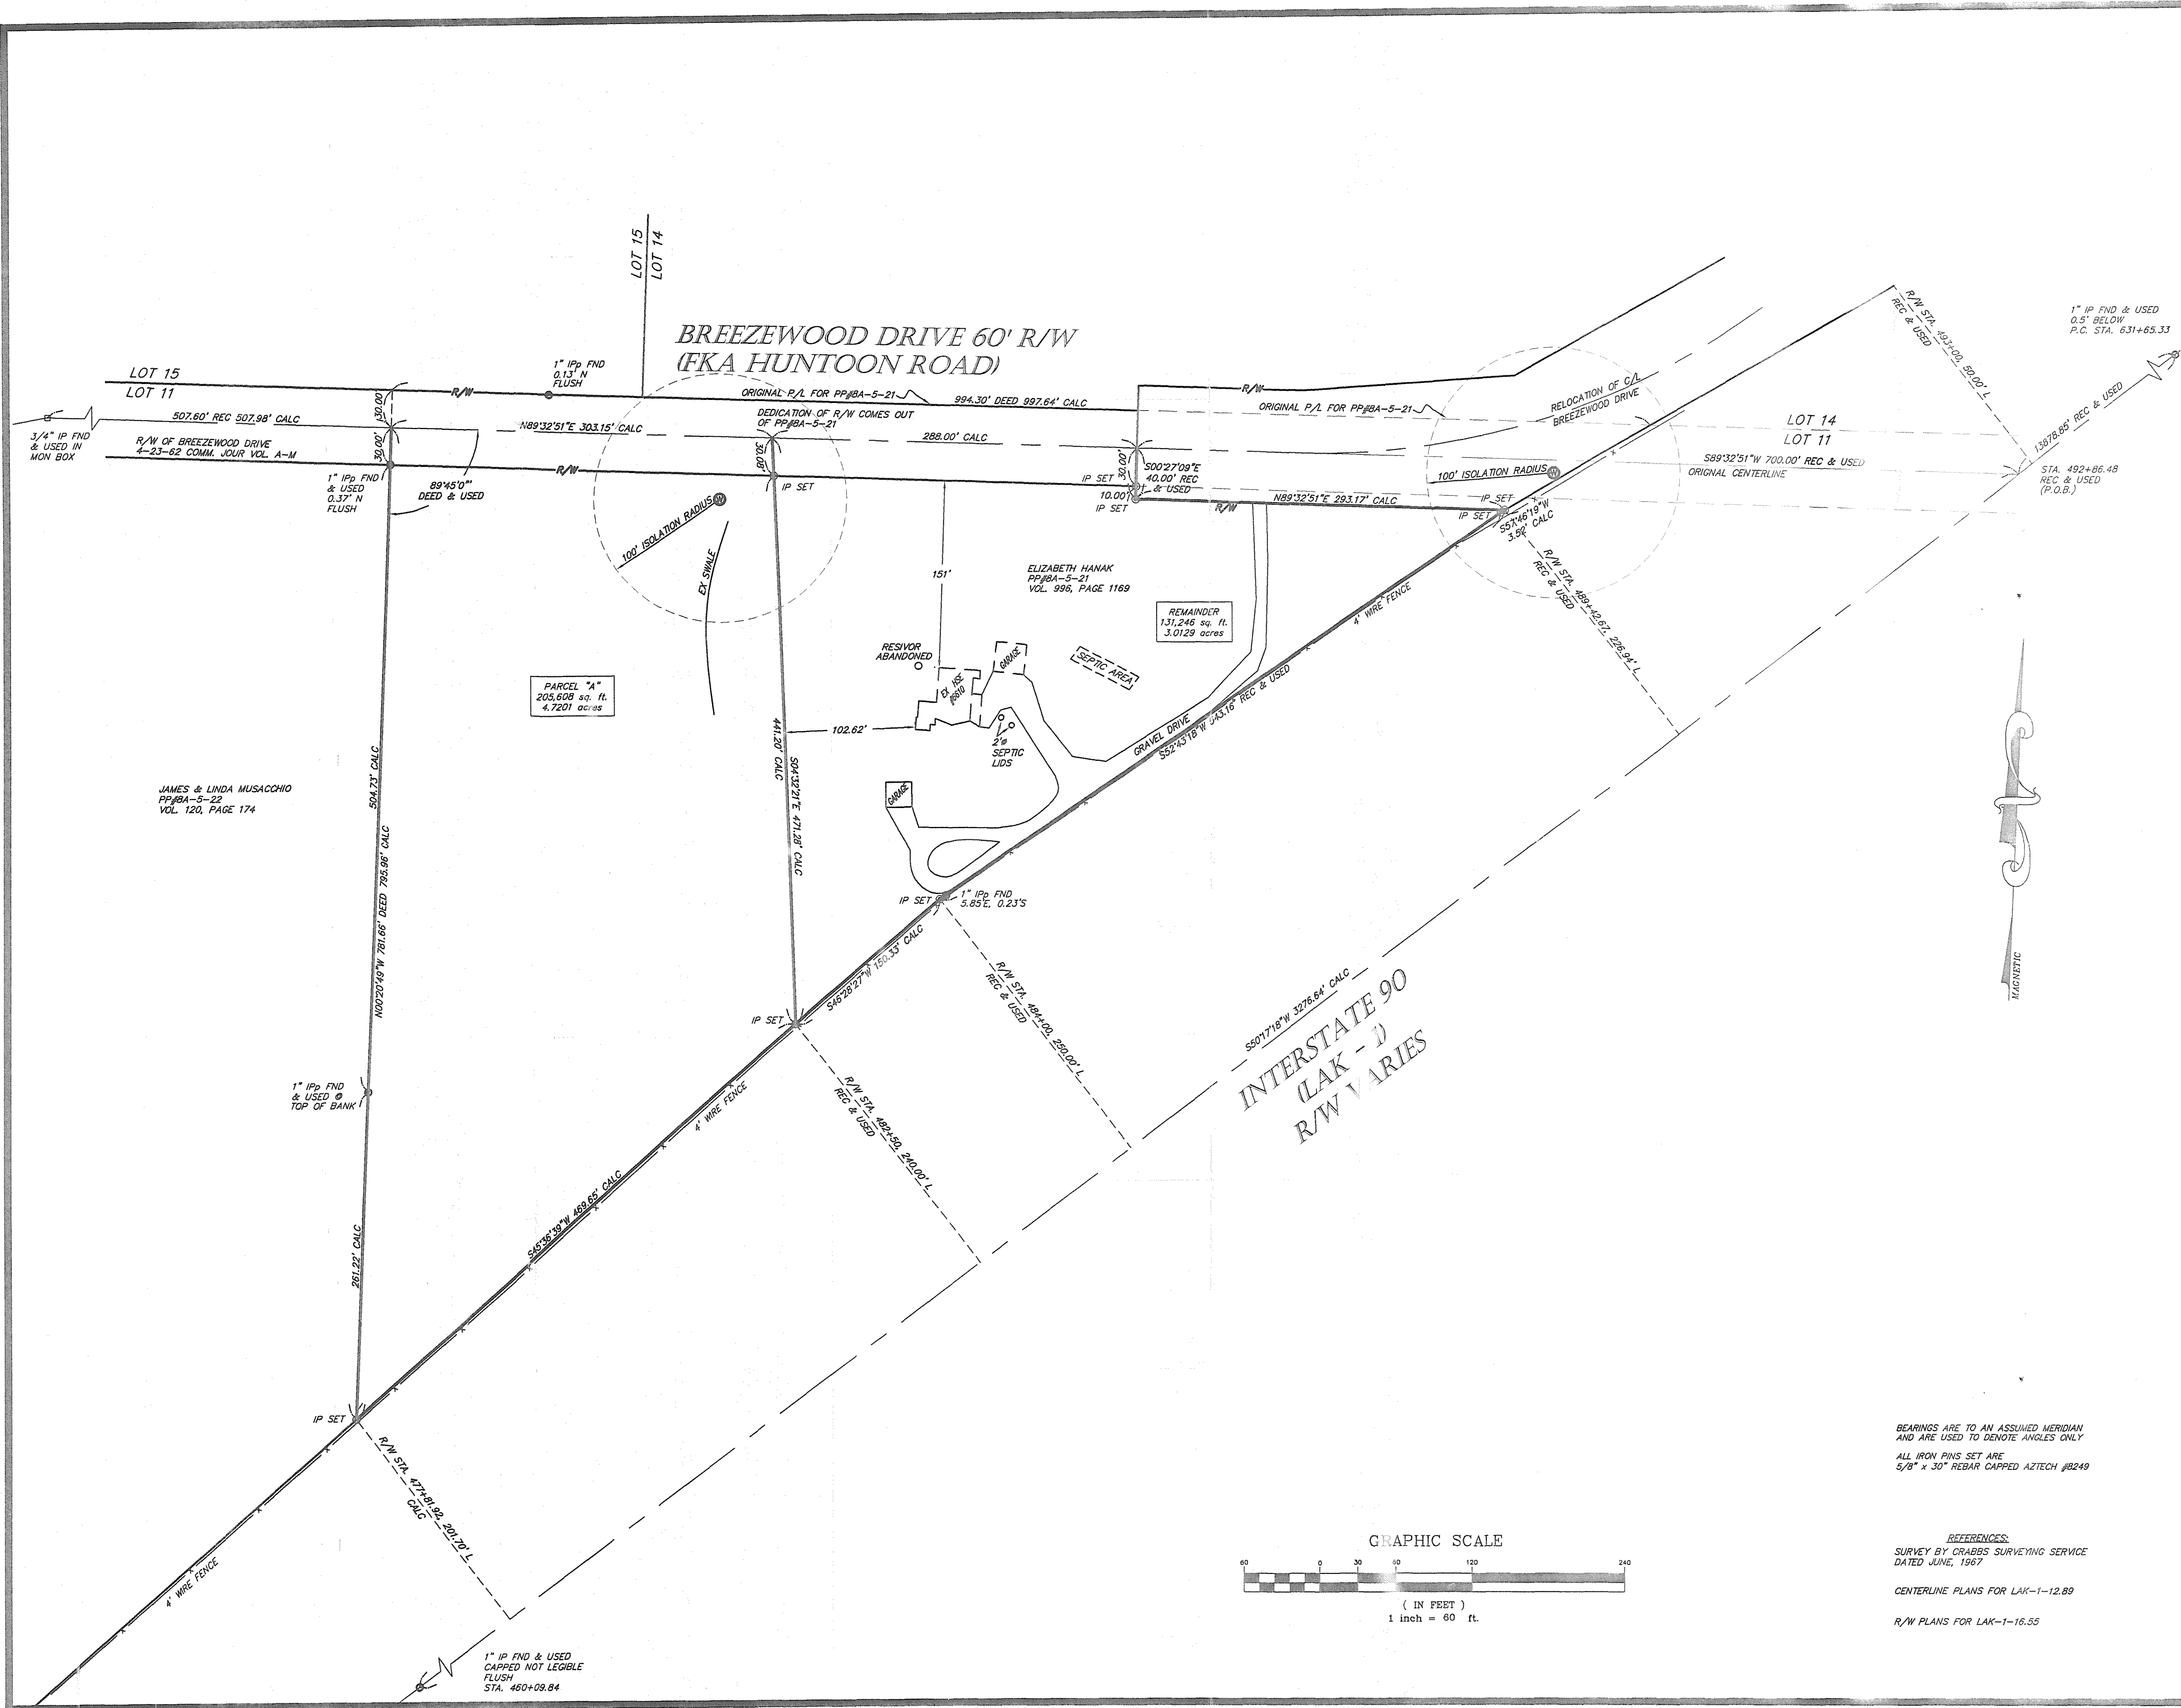 LOT 15
LOT 14
BREEZEWOOD DRIVE 60' R/W
(FKA HUNTOON ROAD)
LOT 15
LOT 11
1" IPp FND
0.13' N
FLUSH
R/W
30.00'
30.00'
507.60' REC 507.98' CALC
3/4" IP FND
& USED IN
MON BOX
R/W OF BREEZEWOOD DRIVE
4-23-62 COMM. JOUR VOL. A-M
ORIGINAL P/L FOR PP#8A-5-21
994.30' DEED 997.64' CALC
DEDICATION OF R/W COMES OUT
OF PP#8A-5-21
N89°32'51"E 303.15' CALC
288.00' CALC
R/W
1" IPp FND
& USED
0.37' N
FLUSH
89°45'0"
DEED & USED
30.08'
IP SET
R/W
ORIGINAL P/L FOR PP#8A-5-21
RELOCATION OF C/L
BREEZEWOOD DRIVE
LOT 14
LOT 11
R/W STA. 493+00, 50.00' L
REC & USED
1" IP FND & USED
0.5' BELOW
P.C. STA. 631+65.33
13878.85' REC & USED
S89°32'51"W 700.00' REC & USED
ORIGNAL CENTERLINE
STA. 492+86.48
REC & USED
(P.O.B.)
30.00'
S00°27'09"E
40.00' REC
& USED
IP SET
10.00'
IP SET
R/W
N89°32'51"E 293.17' CALC
100' ISOLATION RADIUS
IP SET
IP SET
S57°46'19"W
3.52' CALC
R/W STA. 489+42.67, 226.94' L
REC & USED
100' ISOLATION RADIUS
EX SWALE
151'
ELIZABETH HANAK
PP#8A-5-21
VOL. 996, PAGE 1169
REMAINDER
131,246 sq. ft.
3.0129 acres
4' WIRE FENCE
RESIVOR
ABANDONED
GARAGE
SEPTIC AREA
EX HSE
PARCEL "A"
205,608 sq. ft.
4.7201 acres
102.62'
2'ø
SEPTIC
LIDS
GRAVEL DRIVE
S52°43'18"W 543.16' REC & USED
441.20' CALC
S04°32'21"E 471.28' CALC
GARAGE
JAMES & LINDA MUSACCHIO
PP#8A-5-22
VOL. 120, PAGE 174
504.73' CALC
N00°20'49"W 781.66' DEED 795.96' CALC
IP SET
1" IPp FND
5.85'E, 0.23'S
S46°28'27"W 150.33' CALC
IP SET
R/W STA. 484+00, 250.00' L
REC & USED
MAGNETIC
S50°17'18"W 3276.64' CALC
INTERSTATE 90
(LAK - 1)
R/W VARIES
1" IPp FND
& USED @
TOP OF BANK
4' WIRE FENCE
R/W STA. 482+50, 240.00' L
REC & USED
S45°36'39"W 469.65' CALC
261.22' CALC
IP SET
R/W STA. 477+81.92, 201.70' L
CALC
4' WIRE FENCE
1" IP FND & USED
CAPPED NOT LEGIBLE
FLUSH
STA. 460+09.84
GRAPHIC SCALE
60 0 30 60 120 240
( IN FEET )
1 inch = 60 ft.
BEARINGS ARE TO AN ASSUMED MERIDIAN
AND ARE USED TO DENOTE ANGLES ONLY
ALL IRON PINS SET ARE
5/8" x 30" REBAR CAPPED AZTECH #8249
REFERENCES:
SURVEY BY CRABBS SURVEYING SERVICE
DATED JUNE, 1967
CENTERLINE PLANS FOR LAK-1-12.89
R/W PLANS FOR LAK-1-16.55